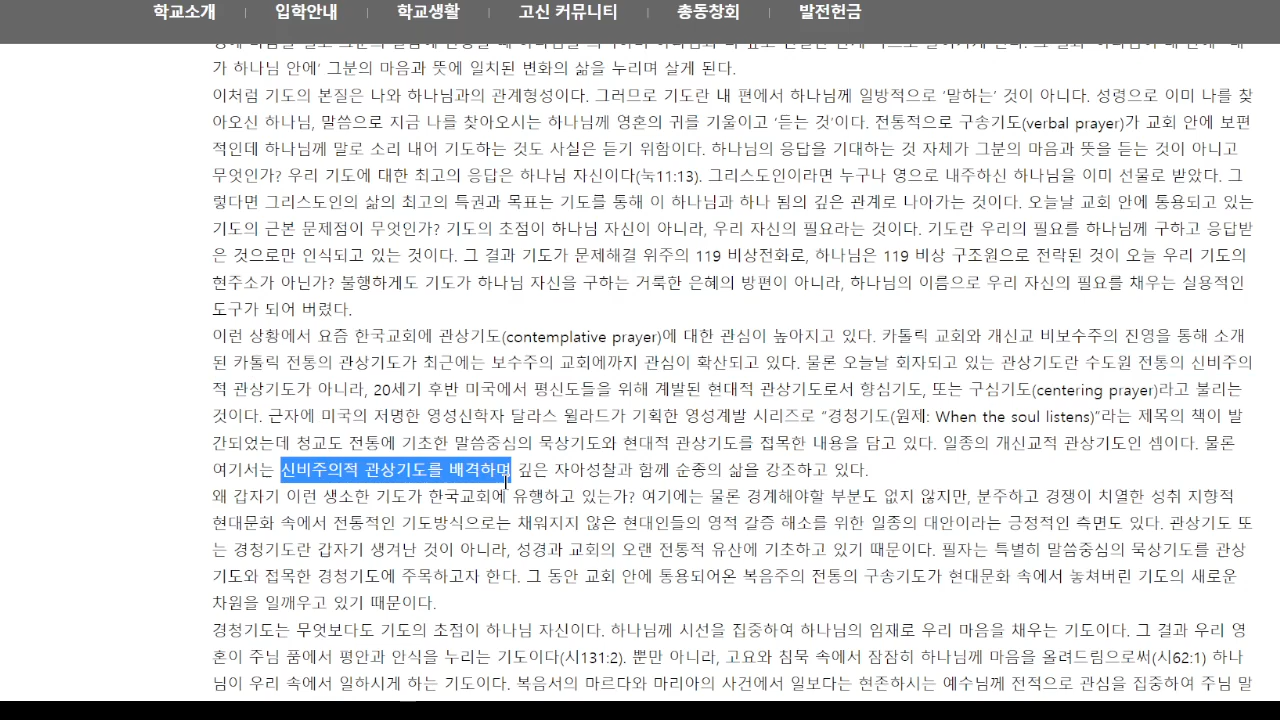 학교소개 입학안내 학교생활 고신 커뮤니티 총동창회 발전헌금
가 하나님 안에’ 그분의 마음과 뜻에 일치된 변화의 삶을 누리며 살게 된다.
이처럼 기도의 본질은 나와 하나님과의 관계형성이다. 그러므로 기도란 내 편에서 하나님께 일방적으로 ‘말하는’ 것이 아니다. 성령으로 이미 나를 찾
아오신 하나님, 말씀으로 지금 나를 찾아오시는 하나님께 영혼의 귀를 기울이고 ‘듣는 것’이다. 전통적으로 구송기도(verbal prayer)가 교회 안에 보편
적인데 하나님께 말로 소리 내어 기도하는 것도 사실은 듣기 위함이다. 하나님의 응답을 기대하는 것 자체가 그분의 마음과 뜻을 듣는 것이 아니고
무엇인가? 우리 기도에 대한 최고의 응답은 하나님 자신이다(눅11:13). 그리스도인이라면 누구나 영으로 내주하신 하나님을 이미 선물로 받았다. 그
렇다면 그리스도인의 삶의 최고의 특권과 목표는 기도를 통해 이 하나님과 하나 됨의 깊은 관계로 나아가는 것이다. 오늘날 교회 안에 통용되고 있는
기도의 근본 문제점이 무엇인가? 기도의 초점이 하나님 자신이 아니라, 우리 자신의 필요라는 것이다. 기도란 우리의 필요를 하나님께 구하고 응답받
은 것으로만 인식되고 있는 것이다. 그 결과 기도가 문제해결 위주의 119 비상전화로, 하나님은 119 비상 구조원으로 전락된 것이 오늘 우리 기도의
현주소가 아닌가? 불행하게도 기도가 하나님 자신을 구하는 거룩한 은혜의 방편이 아니라, 하나님의 이름으로 우리 자신의 필요를 채우는 실용적인
도구가 되어 버렸다.
이런 상황에서 요즘 한국교회에 관상기도(contemplative prayer)에 대한 관심이 높아지고 있다. 카톨릭 교회와 개신교 비보수주의 진영을 통해 소개
된 카톨릭 전통의 관상기도가 최근에는 보수주의 교회에까지 관심이 확산되고 있다. 물론 오늘날 회자되고 있는 관상기도란 수도원 전통의 신비주의
적 관상기도가 아니라, 20세기 후반 미국에서 평신도들을 위해 계발된 현대적 관상기도로서 향심기도, 또는 구심기도(centering prayer)라고 불리는
것이다. 근자에 미국의 저명한 영성신학자 달라스 윌라드가 기획한 영성계발 시리즈로 “경청기도(원제: When the soul listens)”라는 제목의 책이 발
간되었는데 청교도 전통에 기초한 말씀중심의 묵상기도와 현대적 관상기도를 접목한 내용을 담고 있다. 일종의 개신교적 관상기도인 셈이다. 물론
여기서는 신비주의적 관상기도를 배격하며 깊은 자아성찰과 함께 순종의 삶을 강조하고 있다.
왜 갑자기 이런 생소한 기도가 한국교회에 유행하고 있는가? 여기에는 물론 경계해야할 부분도 없지 않지만, 분주하고 경쟁이 치열한 성취 지향적
현대문화 속에서 전통적인 기도방식으로는 채워지지 않은 현대인들의 영적 갈증 해소를 위한 일종의 대안이라는 긍정적인 측면도 있다. 관상기도 또
는 경청기도란 갑자기 생겨난 것이 아니라, 성경과 교회의 오랜 전통적 유산에 기초하고 있기 때문이다. 필자는 특별히 말씀중심의 묵상기도를 관상
기도와 접목한 경청기도에 주목하고자 한다. 그 동안 교회 안에 통용되어온 복음주의 전통의 구송기도가 현대문화 속에서 놓쳐버린 기도의 새로운
차원을 일깨우고 있기 때문이다.
경청기도는 무엇보다도 기도의 초점이 하나님 자신이다. 하나님께 시선을 집중하여 하나님의 임재로 우리 마음을 채우는 기도이다. 그 결과 우리 영
혼이 주님 품에서 평안과 안식을 누리는 기도이다(시131:2). 뿐만 아니라, 고요와 침묵 속에서 잠잠히 하나님께 마음을 올려드림으로써(시62:1) 하나
님이 우리 속에서 일하시게 하는 기도이다. 복음서의 마르다와 마리아의 사건에서 일보다는 현존하시는 예수님께 전적으로 관심을 집중하여 주님 말